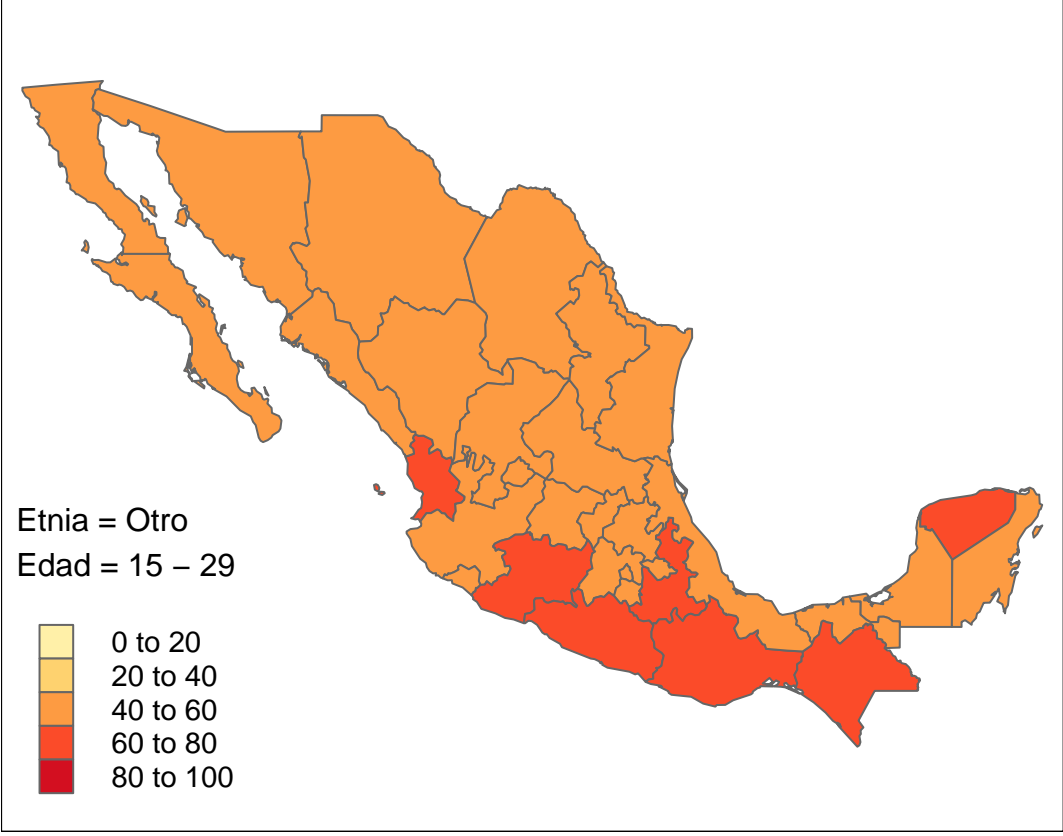 Etnia = Otro
Edad = 15 − 29
0 to 20
20 to 40
40 to 60
60 to 80
80 to 100